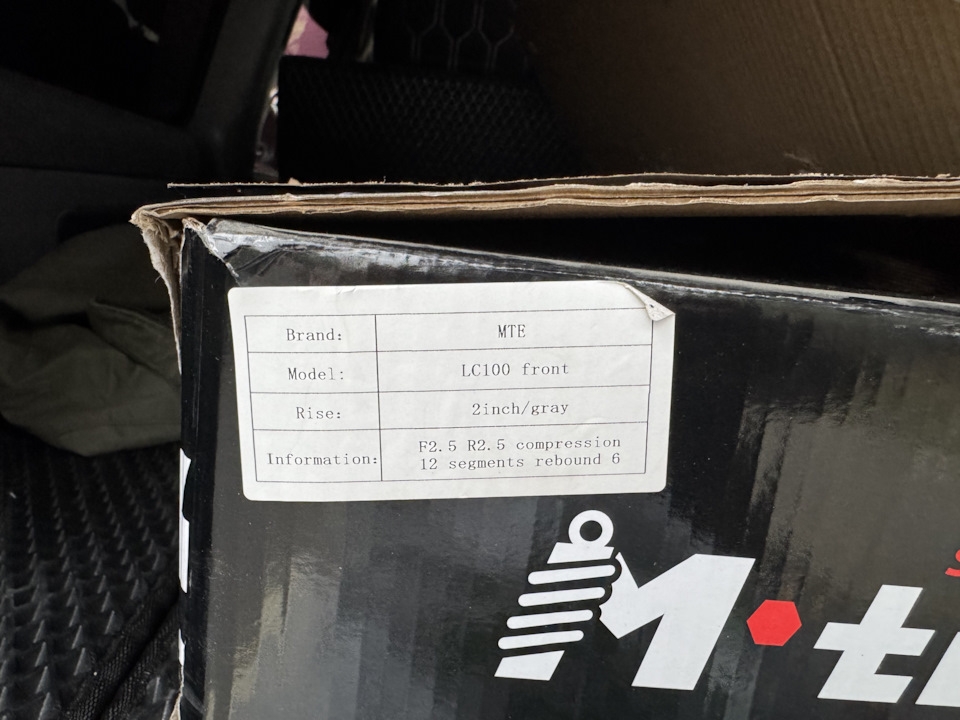 Brand: MTE
Model: LC100 front
Rise: 2inch/gray
Information: F2.5 R2.5 compression
12 segments rebound 6